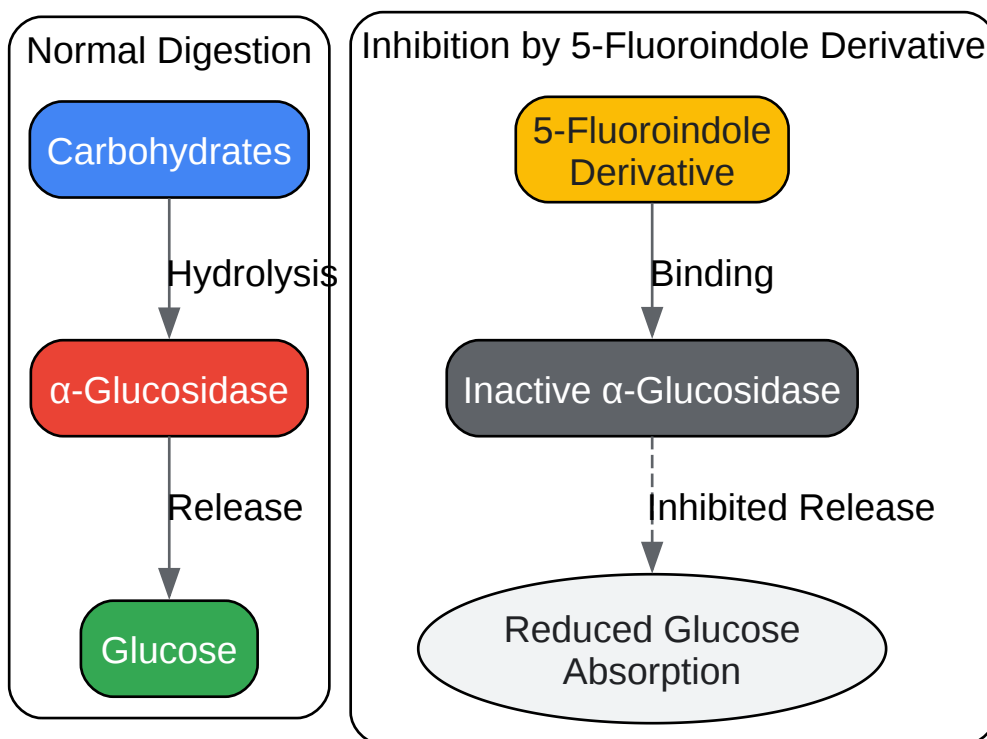 Normal Digestion
Carbohydrates
Hydrolysis
α-Glucosidase
Release
Glucose
Inhibition by 5-Fluoroindole Derivative
5-Fluoroindole
Derivative
Binding
Inactive α-Glucosidase
Inhibited Release
Reduced Glucose
Absorption